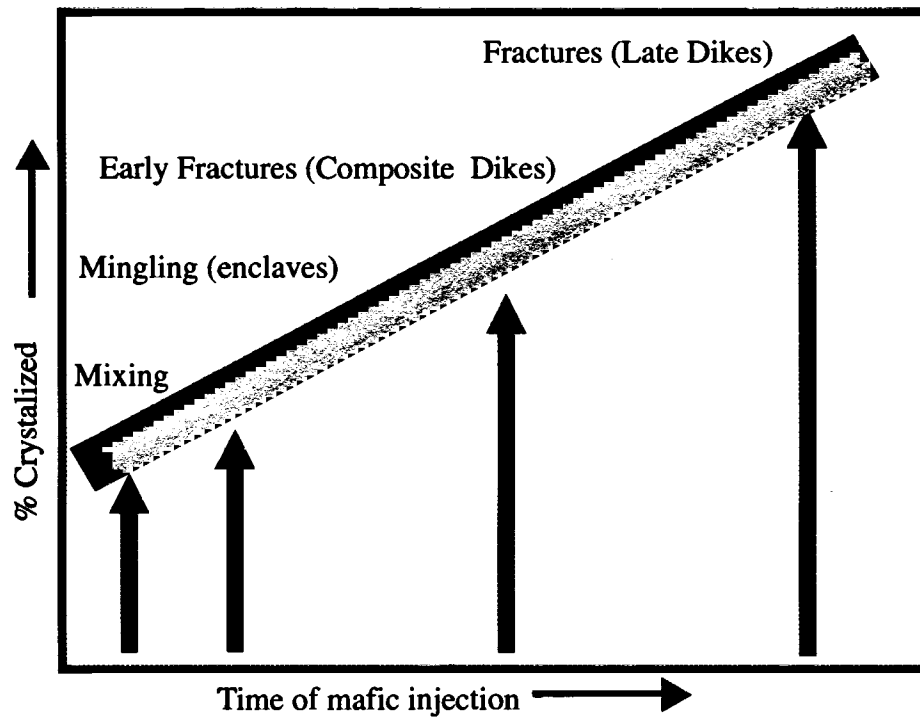 Fractures (Late Dikes)
Early Fractures (Composite Dikes)
Mingling (enclaves)
Mixing
% Crystalized
Time of mafic injection